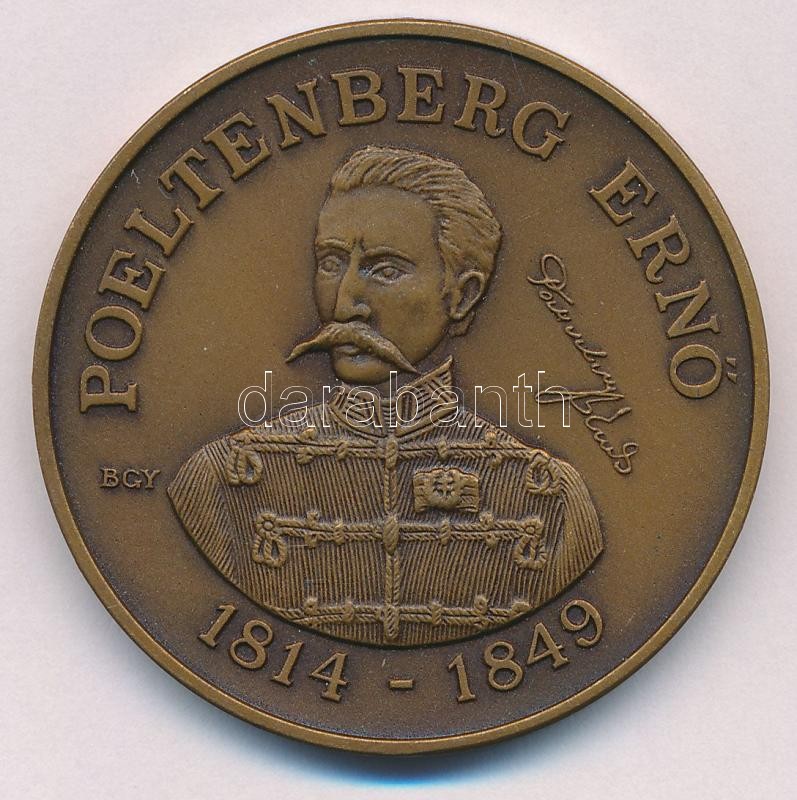 POELTENBERG ERNŐ
darabanth
BGY
1814 - 1849